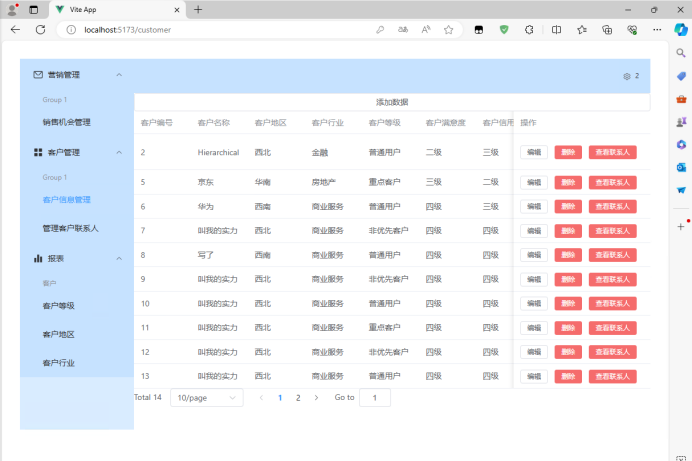 Vite App
localhost:5173/customer
营销管理
2
Group 1
添加数据
销售机会管理
客户编号 客户名称 客户地区 客户行业 客户等级 客户满意度 客户信用 操作
客户管理
2 Hierarchical 西北 金融 普通用户 二级 三级 编辑 删除 查看联系人
Group 1
5 京东 华南 房地产 重点客户 三级 二级 编辑 删除 查看联系人
客户信息管理
6 华为 西南 商业服务 普通用户 四级 三级 编辑 删除 查看联系人
管理客户联系人
7 叫我的实力 西北 商业服务 非优先客户 四级 四级 编辑 删除 查看联系人
报表
8 写了 西南 商业服务 普通用户 四级 四级 编辑 删除 查看联系人
客户
9 叫我的实力 西北 商业服务 非优先客户 四级 四级 编辑 删除 查看联系人
客户等级
10 叫我的实力 西北 商业服务 普通用户 四级 四级 编辑 删除 查看联系人
11 叫我的实力 西北 商业服务 重点客户 四级 四级 编辑 删除 查看联系人
客户地区
12 叫我的实力 西北 商业服务 非优先客户 四级 四级 编辑 删除 查看联系人
客户行业
13 叫我的实力 西北 商业服务 普通用户 四级 四级 编辑 删除 查看联系人
Total 14 10/page 1 2 Go to 1